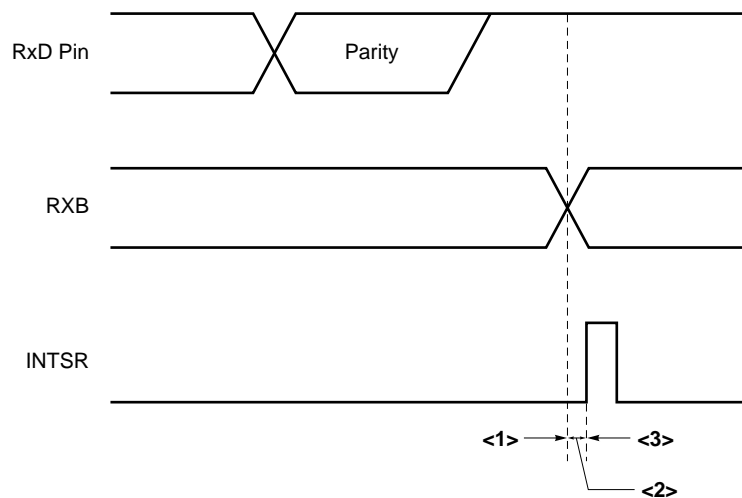 RxD Pin
Parity
RXB
INTSR
<1>
<3>
<2>